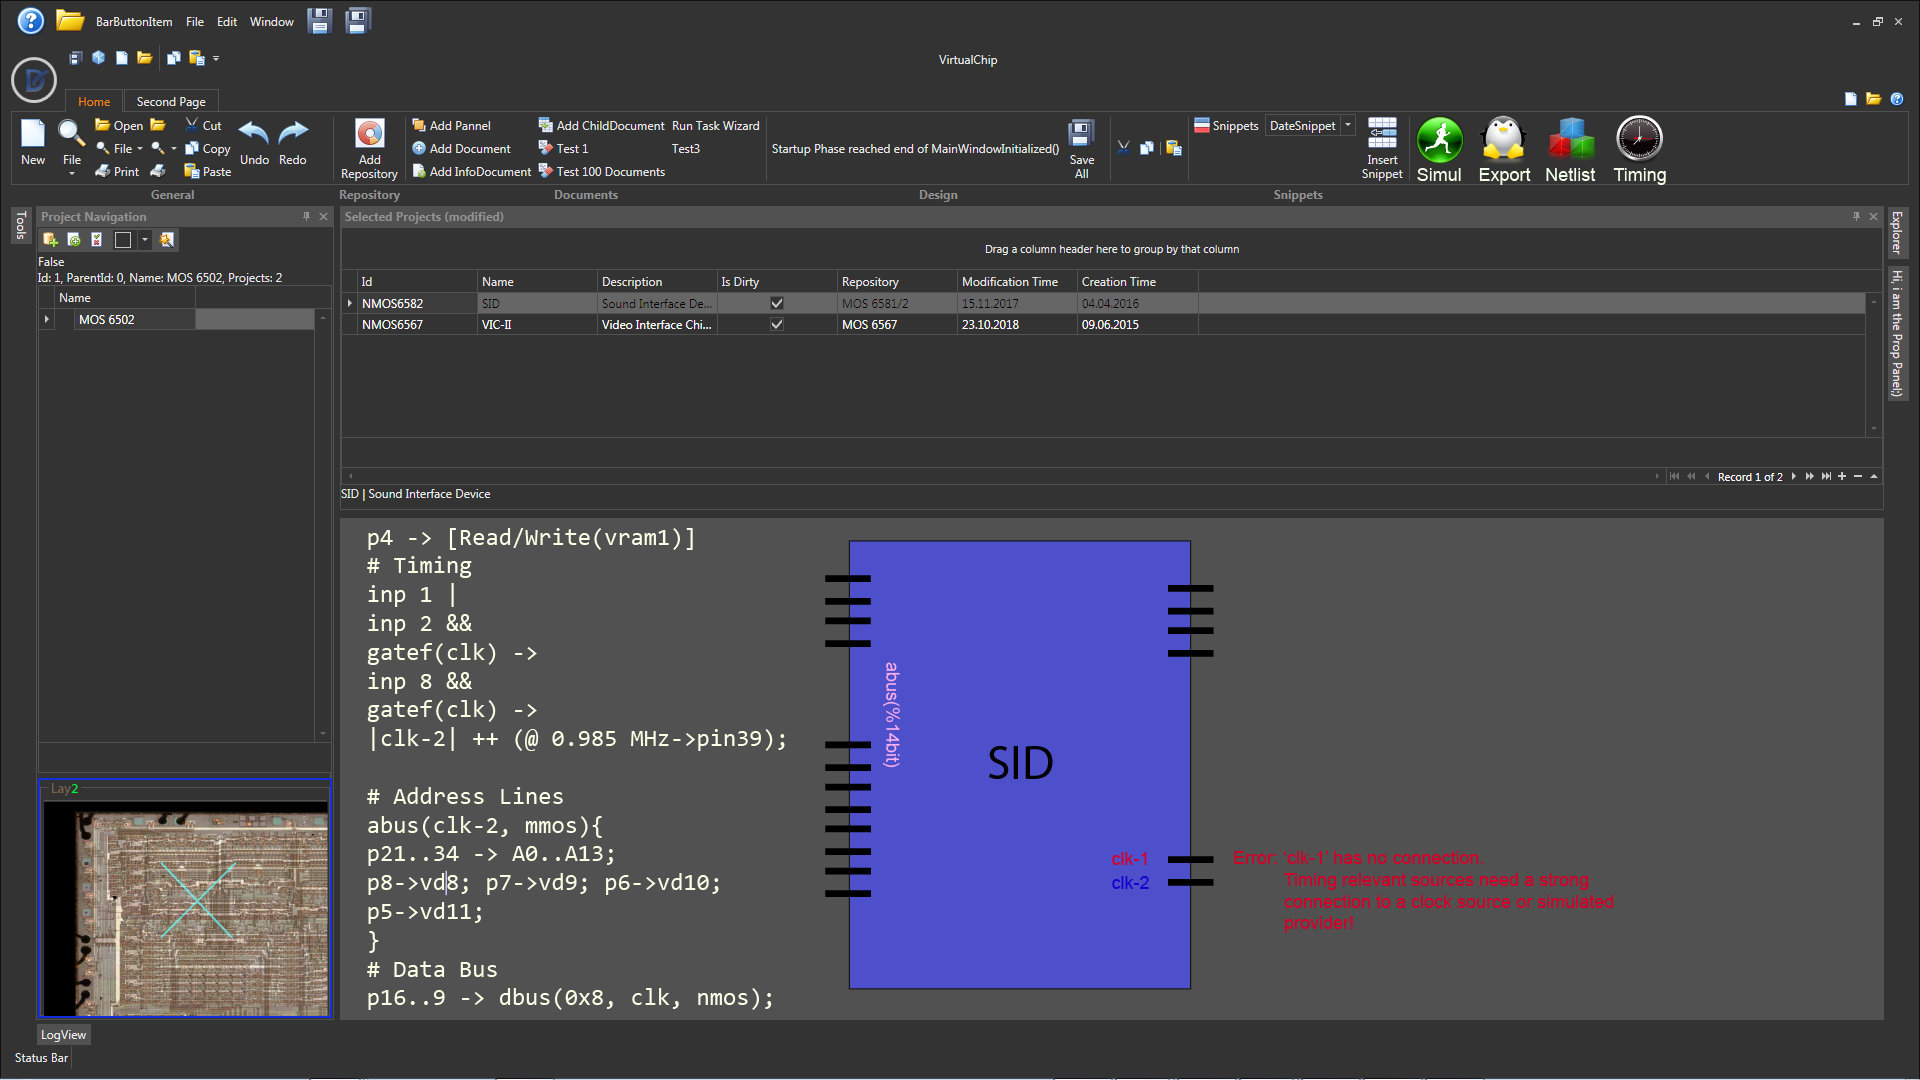 BarButtonItem File Edit Window
VirtualChip
Home Second Page
New
File
Open
File
Print
Cut
Copy
Paste
Undo
Redo
General
Add
Repository
Repository
Add Pannel
Add Document
Add InfoDocument
Add ChildDocument
Test 1
Test 100 Documents
Run Task Wizard
Test3
Documents
Startup Phase reached end of MainWindowInitialized()
Save
All
Design
Snippets DateSnippet
Insert
Snippet
Snippets
Simul Export Netlist Timing
Tools
Project Navigation
False
Id: 1, ParentId: 0, Name: MOS 6502, Projects: 2
Name
MOS 6502
Lay2
Selected Projects (modified)
Drag a column header here to group by that column
Id Name Description Is Dirty Repository Modification Time Creation Time
NMOS6582 SID Sound Interface De... MOS 6581/2 15.11.2017 04.04.2016
NMOS6567 VIC-II Video Interface Chi... MOS 6567 23.10.2018 09.06.2015
Record 1 of 2
SID | Sound Interface Device
p4 -> [Read/Write(vram1)]
# Timing
inp 1 |
inp 2 &&
gatef(clk) ->
inp 8 &&
gatef(clk) ->
|clk-2| ++ (@ 0.985 MHz->pin39);
# Address Lines
abus(clk-2, mmos){
p21..34 -> A0..A13;
p8->vd8; p7->vd9; p6->vd10;
p5->vd11;
}
# Data Bus
p16..9 -> dbus(0x8, clk, nmos);
abus(%14bit)
SID
clk-1
clk-2
Error: 'clk-1' has no connection.
Timing relevant sources need a strong
connection to a clock source or simulated
provider!
Explorer
Hi, i am the Prop Panel;)
LogView
Status Bar